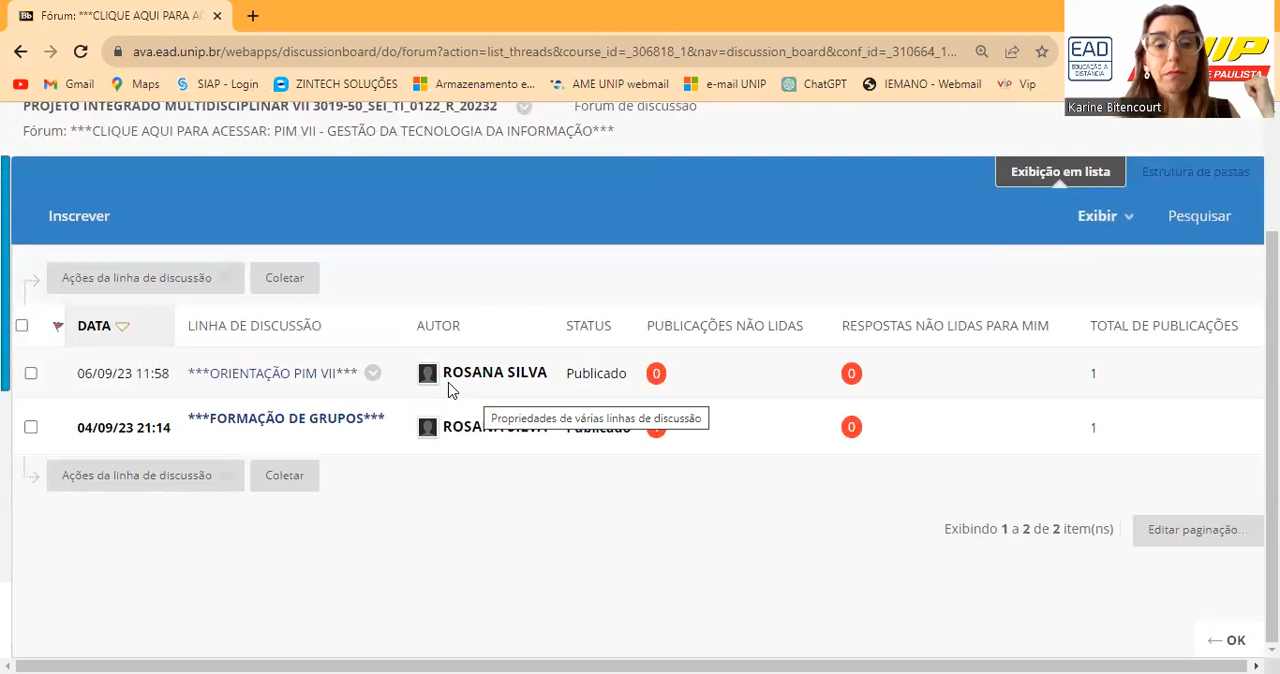 Bb Fórum: ***CLIQUE AQUI PARA AC
ava.ead.unip.br/webapps/discussionboard/do/forum?action=list_threads&course_id=_306818_1&nav=discussion_board&conf_id=_310664_1...
Gmail Maps SIAP - Login ZINTECH SOLUÇÕES Armazenamento e... AME UNIP webmail e-mail UNIP ChatGPT IEMANO - Webmail VIP Vip
EAD
EDUCAÇÃO A
DISTÂNCIA
Karine Bitencourt
PROJETO INTEGRADO MULTIDISCIPLINAR VII 3019-50_SEI_TI_0122_R_20232 Fórum de discussão
Fórum: ***CLIQUE AQUI PARA ACESSAR: PIM VII - GESTÃO DA TECNOLOGIA DA INFORMAÇÃO***
Exibição em lista Estrutura de pastas
Inscrever Exibir Pesquisar
Ações da linha de discussão Coletar
DATA LINHA DE DISCUSSÃO AUTOR STATUS PUBLICAÇÕES NÃO LIDAS RESPOSTAS NÃO LIDAS PARA MIM TOTAL DE PUBLICAÇÕES
06/09/23 11:58 ***ORIENTAÇÃO PIM VII*** ROSANA SILVA Publicado 0 0 1
Propriedades de várias linhas de discussão
04/09/23 21:14 ***FORMAÇÃO DE GRUPOS*** ROSANA SILVA Publicado 0 1
Ações da linha de discussão Coletar
Exibindo 1 a 2 de 2 item(ns) Editar paginação...
OK